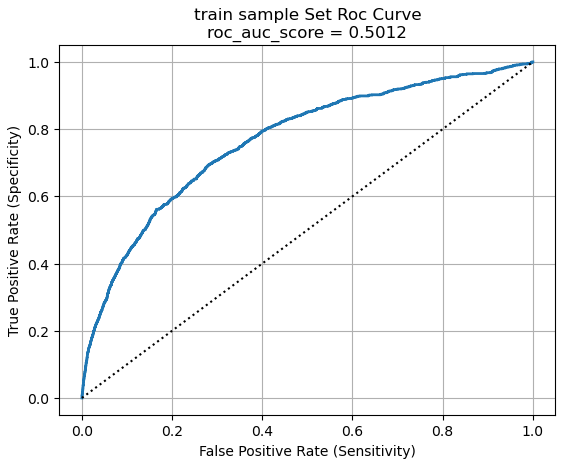 train sample Set Roc Curve
roc_auc_score = 0.5012
True Positive Rate (Specificity)
1.0
0.8
0.6
0.4
0.2
0.0
0.0 0.2 0.4 0.6 0.8 1.0
False Positive Rate (Sensitivity)